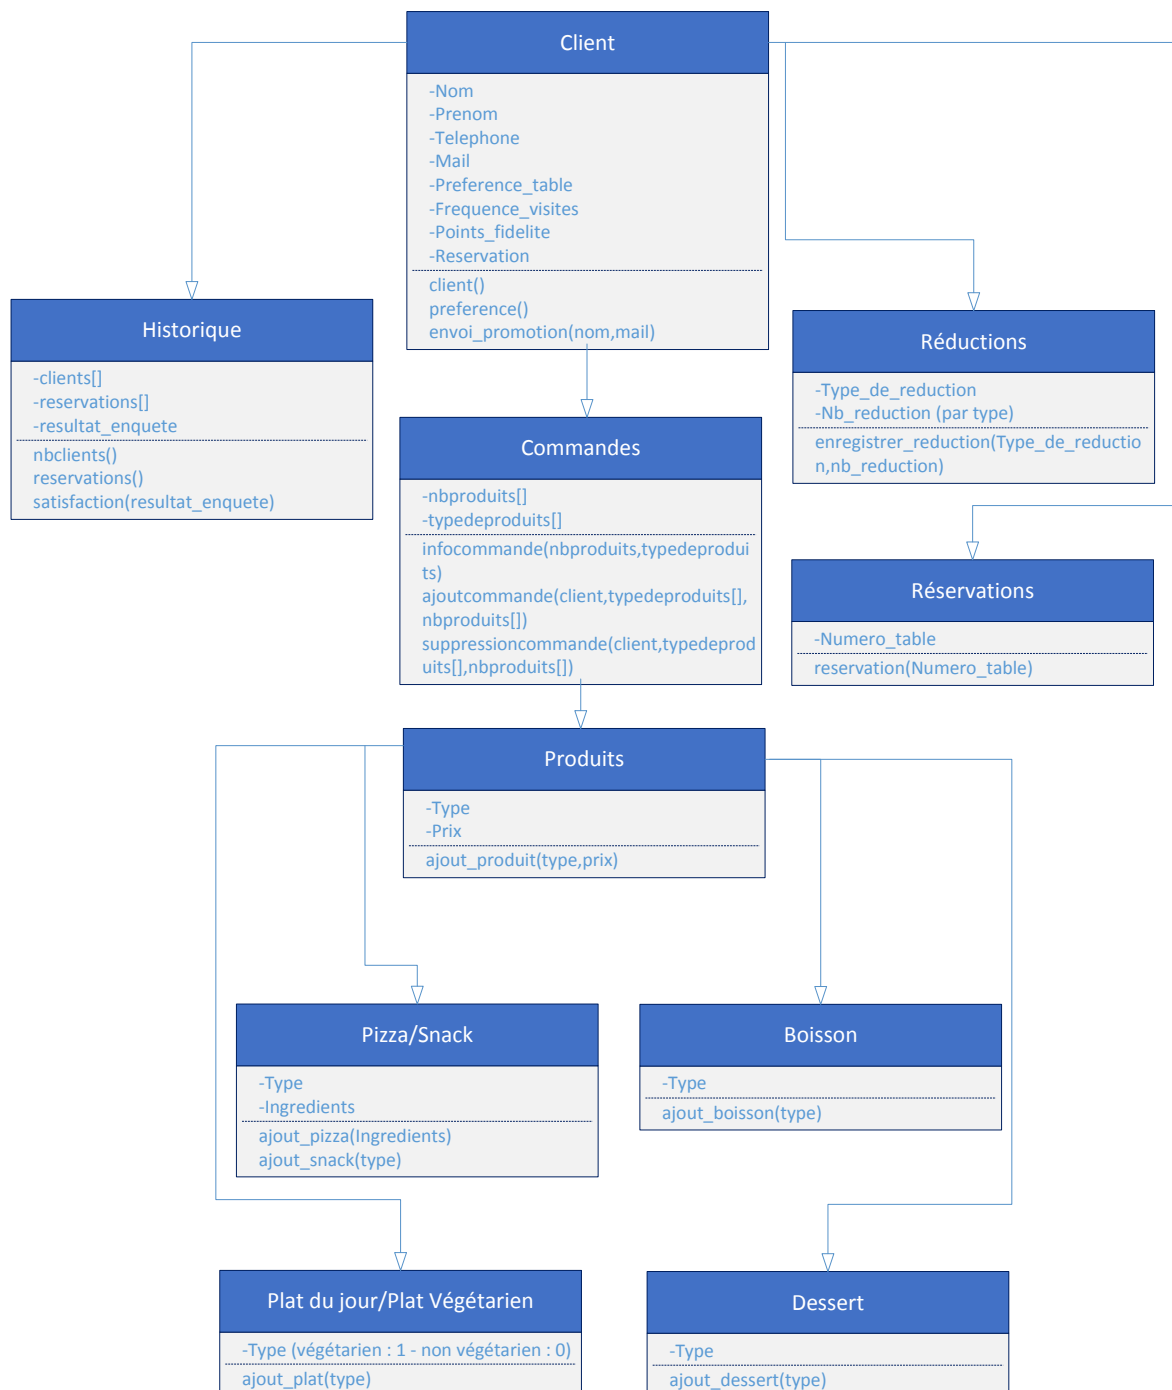 Client
-Nom
-Prenom
-Telephone
-Mail
-Preference_table
-Frequence_visites
-Points_fidelite
-Reservation
client()
preference()
envoi_promotion(nom,mail)
Historique
-clients[]
-reservations[]
-resultat_enquete
nbclients()
reservations()
satisfaction(resultat_enquete)
Réductions
-Type_de_reduction
-Nb_reduction (par type)
enregistrer_reduction(Type_de_reductio
n,nb_reduction)
Commandes
-nbproduits[]
-typedeproduits[]
infocommande(nbproduits,typedeprodui
ts)
ajoutcommande(client,typedeproduits[],
nbproduits[])
suppressioncommande(client,typedeprod
uits[],nbproduits[])
Réservations
-Numero_table
reservation(Numero_table)
Produits
-Type
-Prix
ajout_produit(type,prix)
Pizza/Snack
-Type
-Ingredients
ajout_pizza(Ingredients)
ajout_snack(type)
Boisson
-Type
ajout_boisson(type)
Plat du jour/Plat Végétarien
-Type (végétarien : 1 - non végétarien : 0)
ajout_plat(type)
Dessert
-Type
ajout_dessert(type)